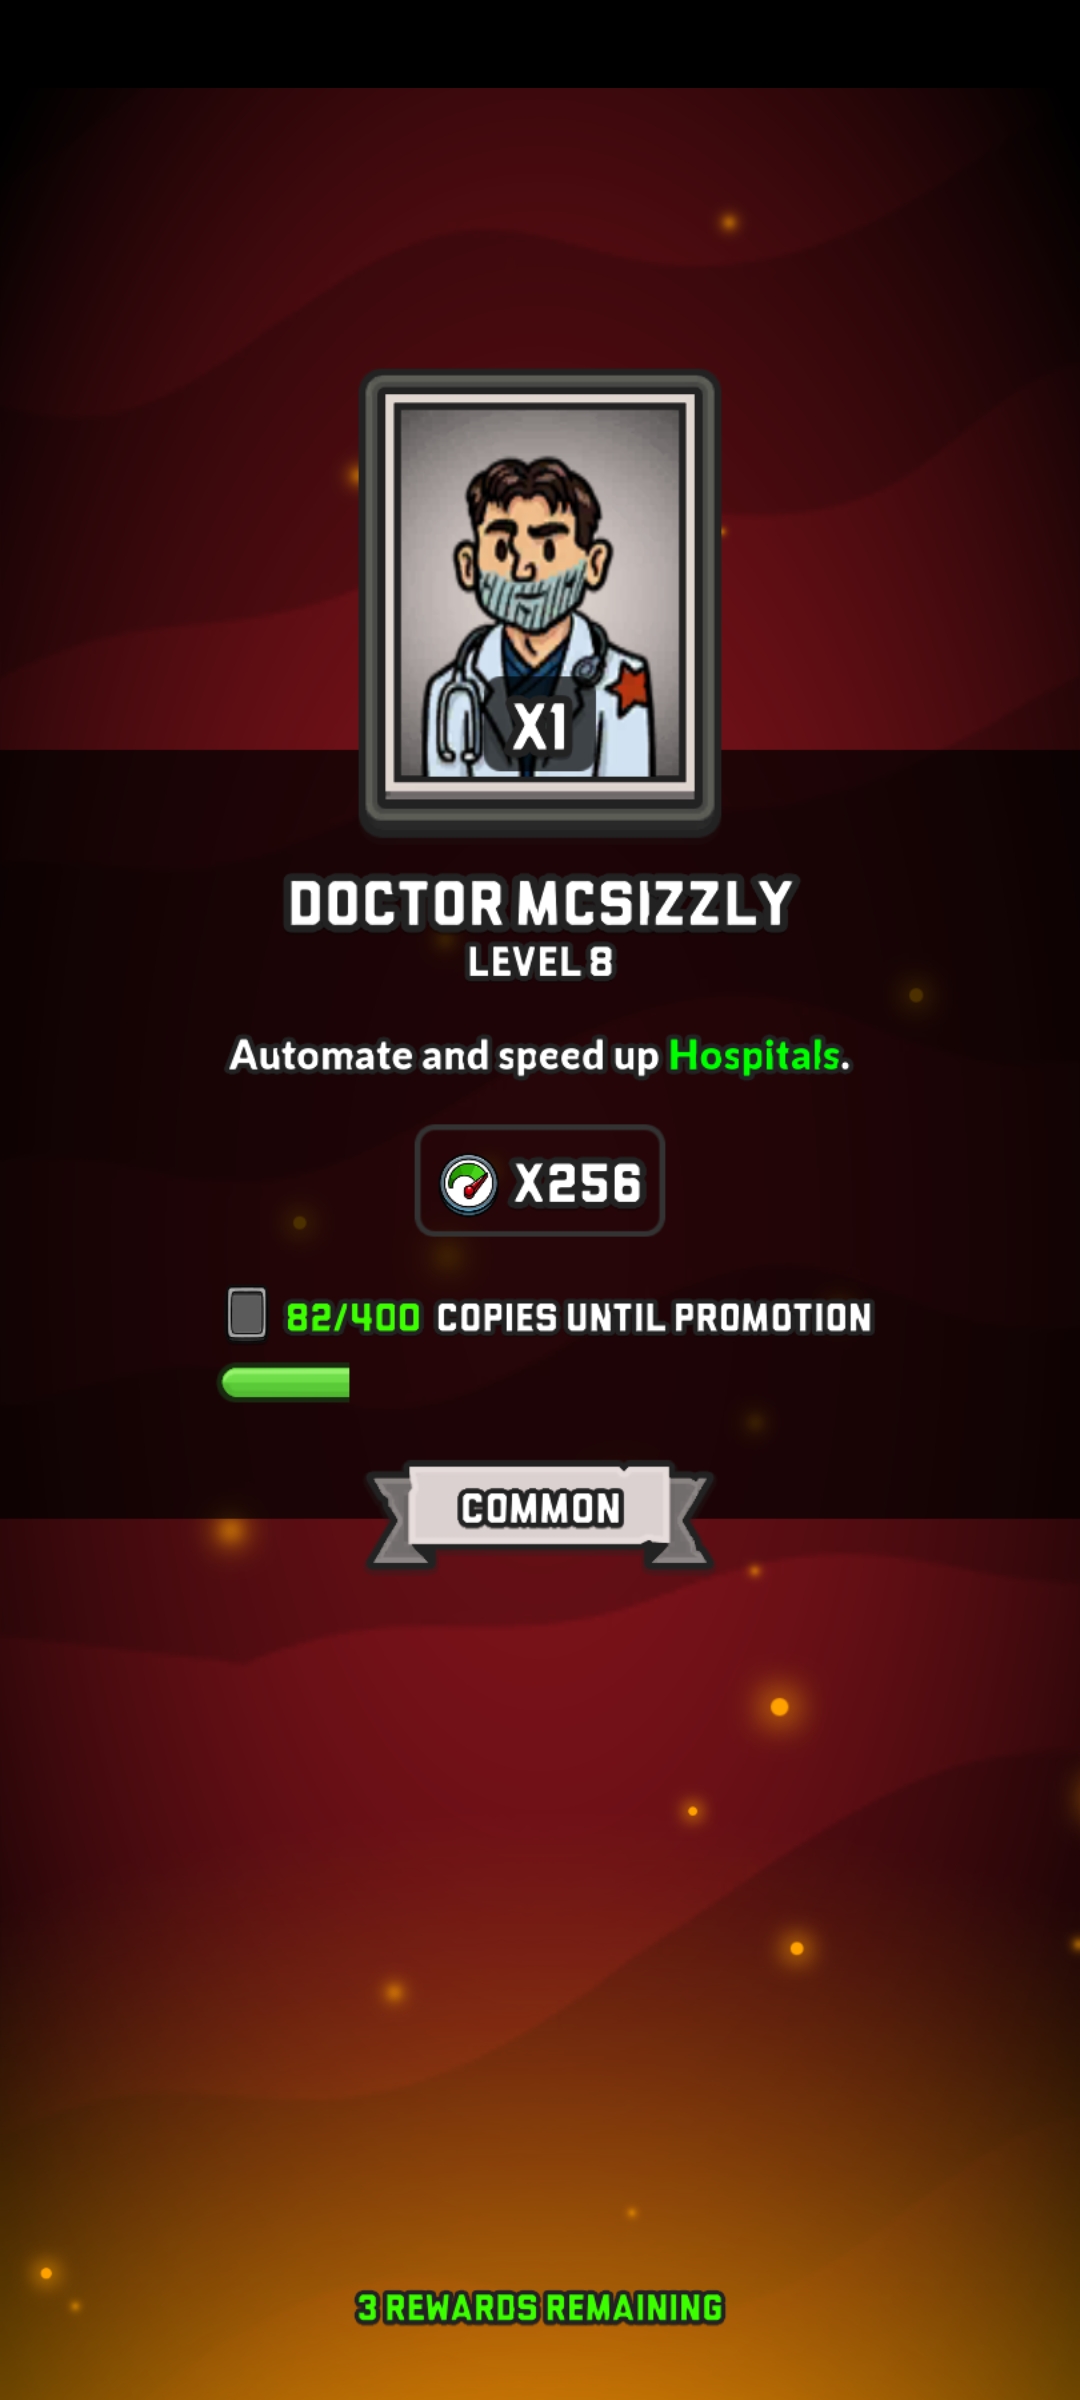 X1
DOCTOR MCSIZZLY
LEVEL 8
Automate and speed up Hospitals.
X256
82/400 COPIES UNTIL PROMOTION
COMMON
3 REWARDS REMAINING